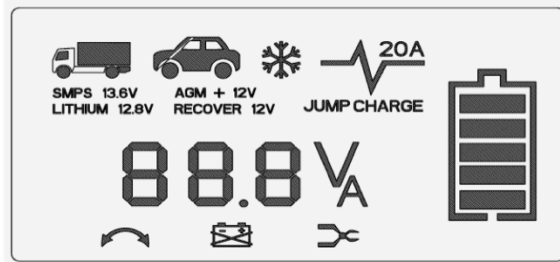 20A
SMPS 13.6V AGM + 12V
LITHIUM 12.8V RECOVER 12V JUMP CHARGE
88.8 V
A